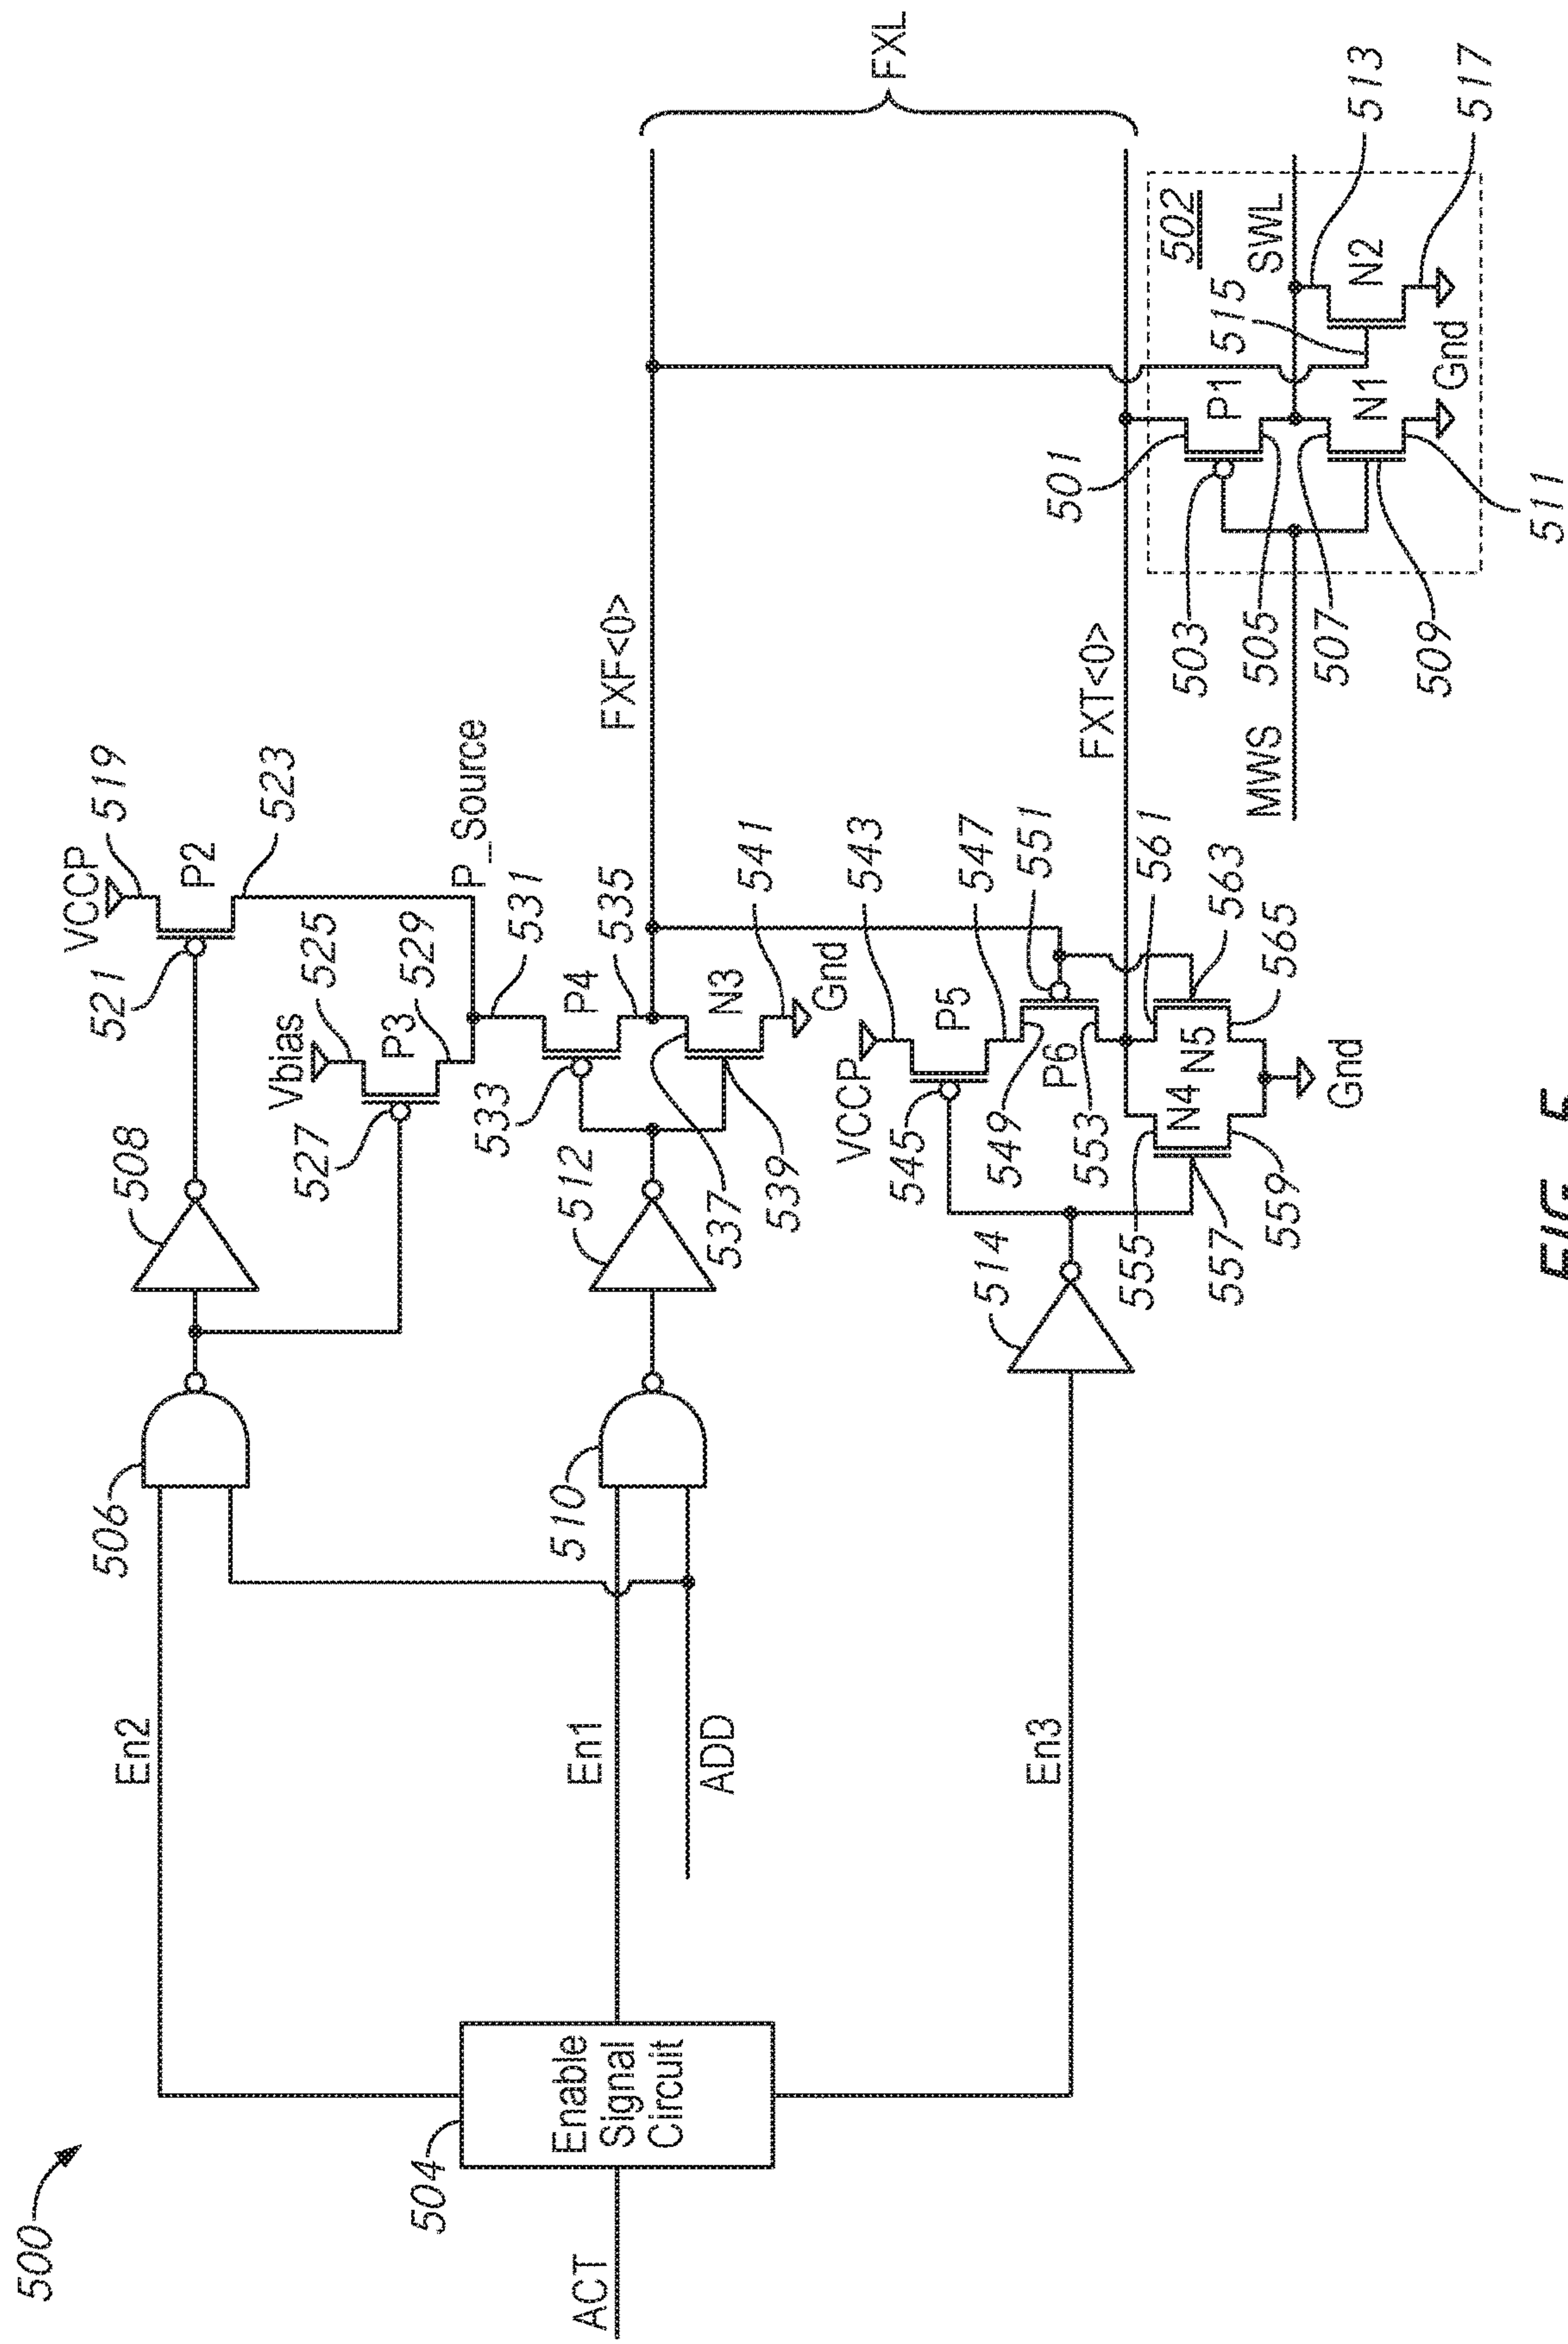 500
ACT
504
Enable
Signal
Circuit
En2
En1
ADD
En3
506
508
510
512
514
VCCP
519
521
P2
523
Vbias
525
527
P3
529
P_Source
531
533
P4
535
537
N3
539
541
Gnd
VCCP
543
545
P5
547
549
P6
551
553
555
N4
N5
557
559
561
563
565
Gnd
FXF<0>
FXT<0>
FXL
MWS
501
503
P1
505
507
N1
509
511
Gnd
502
SWL
513
515
N2
517